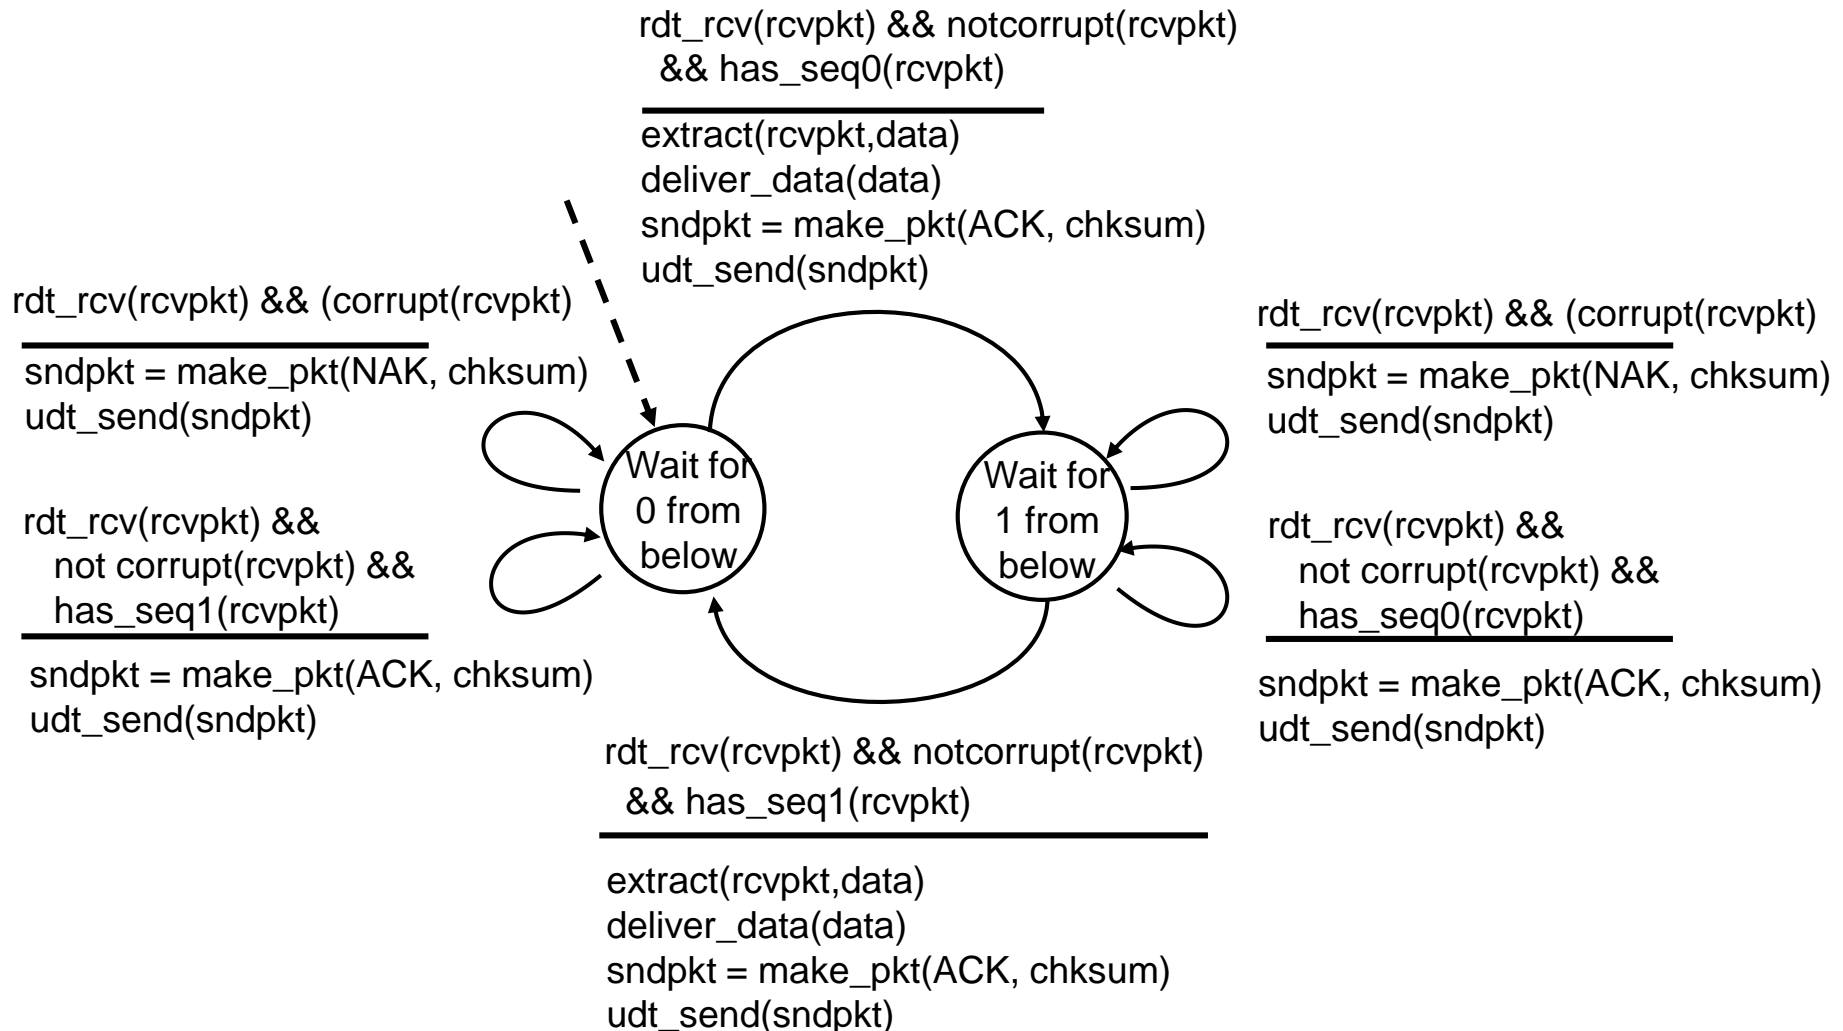 rdt_rcv(rcvpkt) && notcorrupt(rcvpkt)
&& has_seq0(rcvpkt)
extract(rcvpkt,data)
deliver_data(data)
sndpkt = make_pkt(ACK, chksum)
udt_send(sndpkt)
rdt_rcv(rcvpkt) && (corrupt(rcvpkt)
sndpkt = make_pkt(NAK, chksum)
udt_send(sndpkt)
rdt_rcv(rcvpkt) &&
not corrupt(rcvpkt) &&
has_seq1(rcvpkt)
sndpkt = make_pkt(ACK, chksum)
udt_send(sndpkt)
Wait for
0 from
below
Wait for
1 from
below
rdt_rcv(rcvpkt) && (corrupt(rcvpkt)
sndpkt = make_pkt(NAK, chksum)
udt_send(sndpkt)
rdt_rcv(rcvpkt) &&
not corrupt(rcvpkt) &&
has_seq0(rcvpkt)
sndpkt = make_pkt(ACK, chksum)
udt_send(sndpkt)
rdt_rcv(rcvpkt) && notcorrupt(rcvpkt)
&& has_seq1(rcvpkt)
extract(rcvpkt,data)
deliver_data(data)
sndpkt = make_pkt(ACK, chksum)
udt_send(sndpkt)